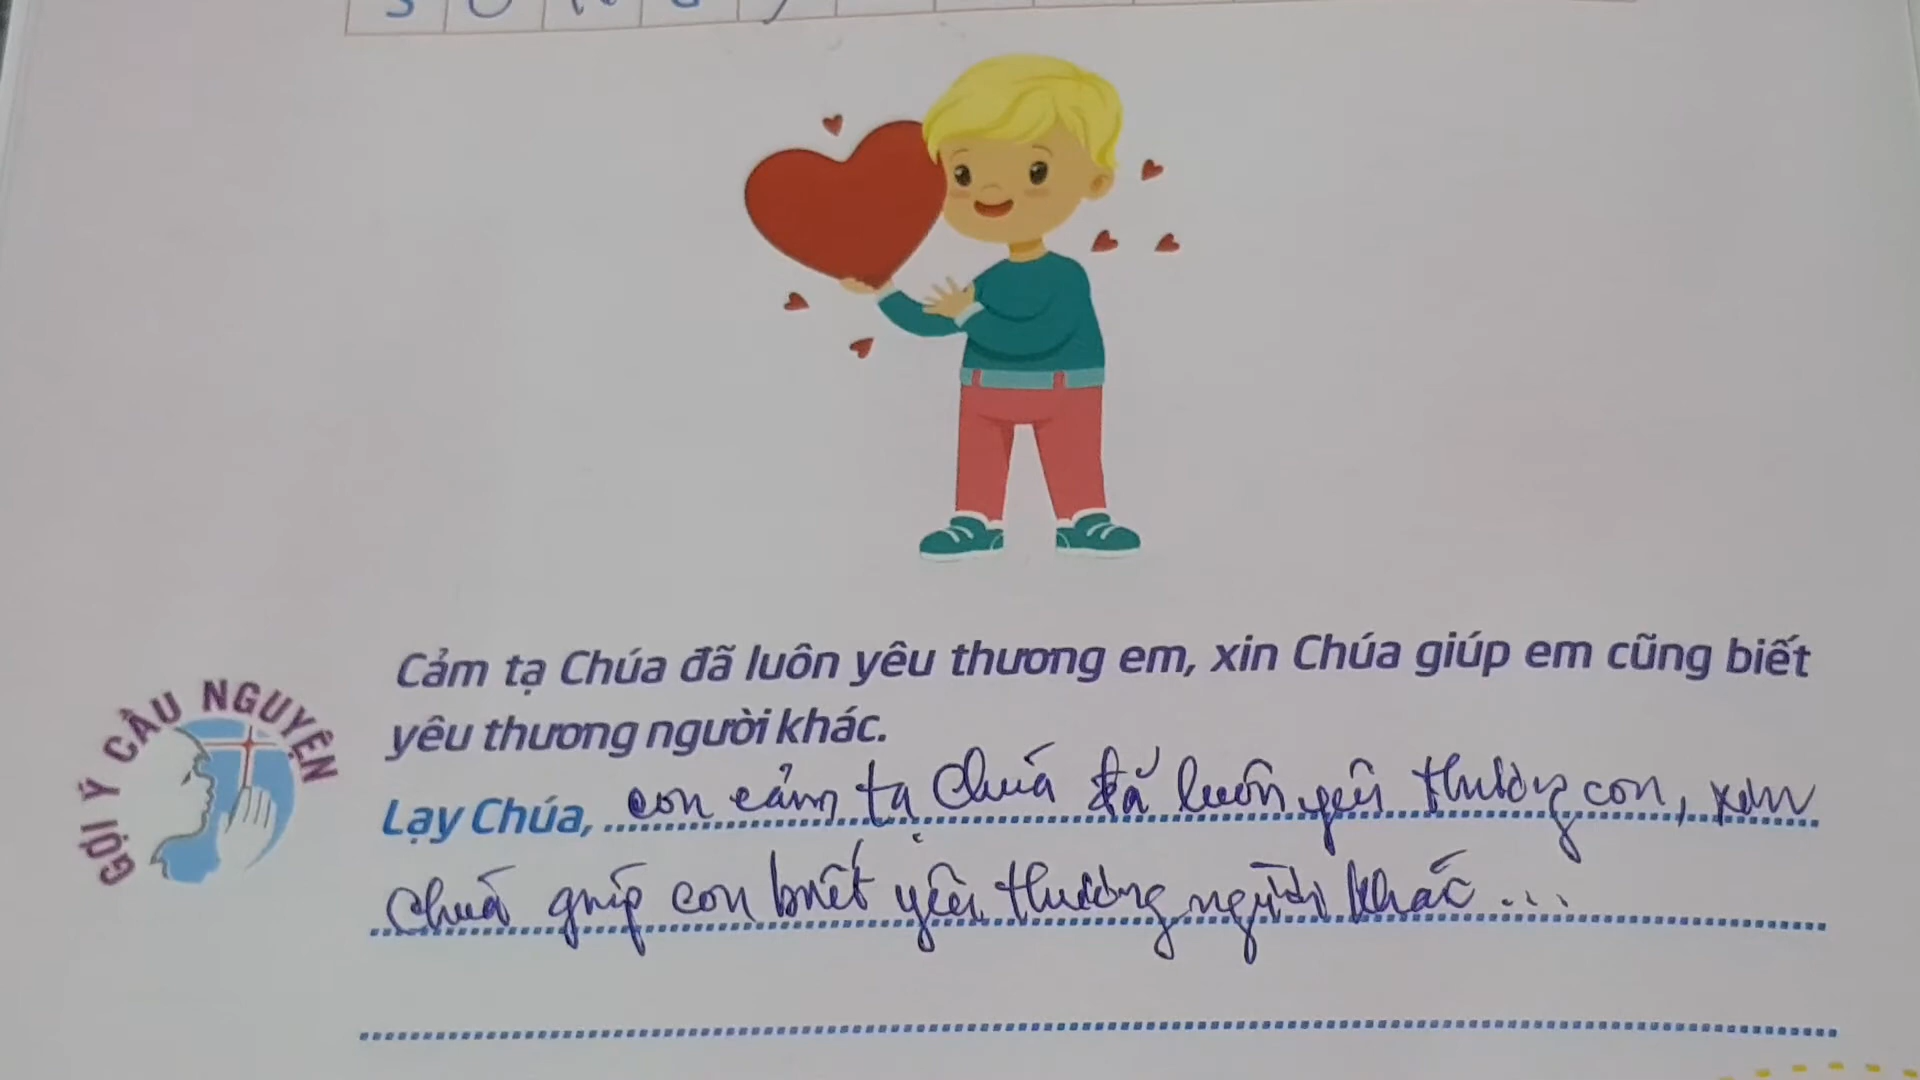 Cảm tạ Chúa đã luôn yêu thương em, xin Chúa giúp em cũng biết
yêu thương người khác.
GỢI Ý CẦU NGUYỆN
Lạy Chúa, con cảm tạ Chúa đã luôn yêu thương con, xin
Chúa giúp con biết yêu thương người khác ...